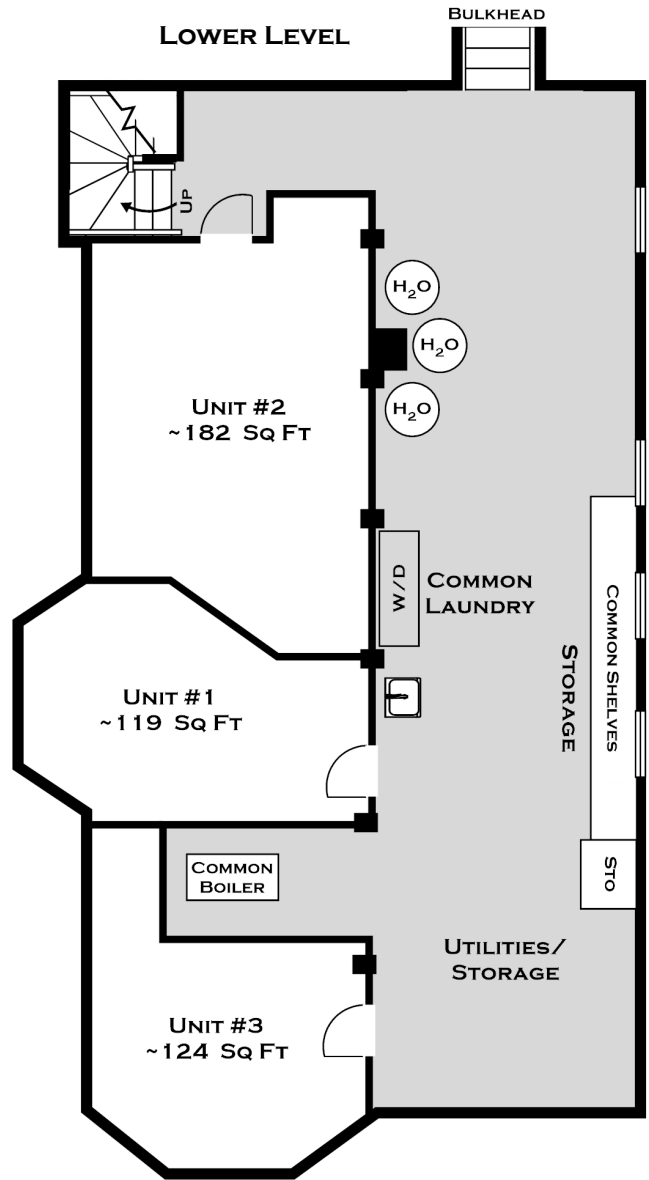 Bulkhead
Lower Level
Up
H2O
H2O
H2O
Unit #2
~182 Sq Ft
W/D
Common
Laundry
Common Shelves
Storage
Unit #1
~119 Sq Ft
Common
Boiler
Sto
Utilities/
Storage
Unit #3
~124 Sq Ft